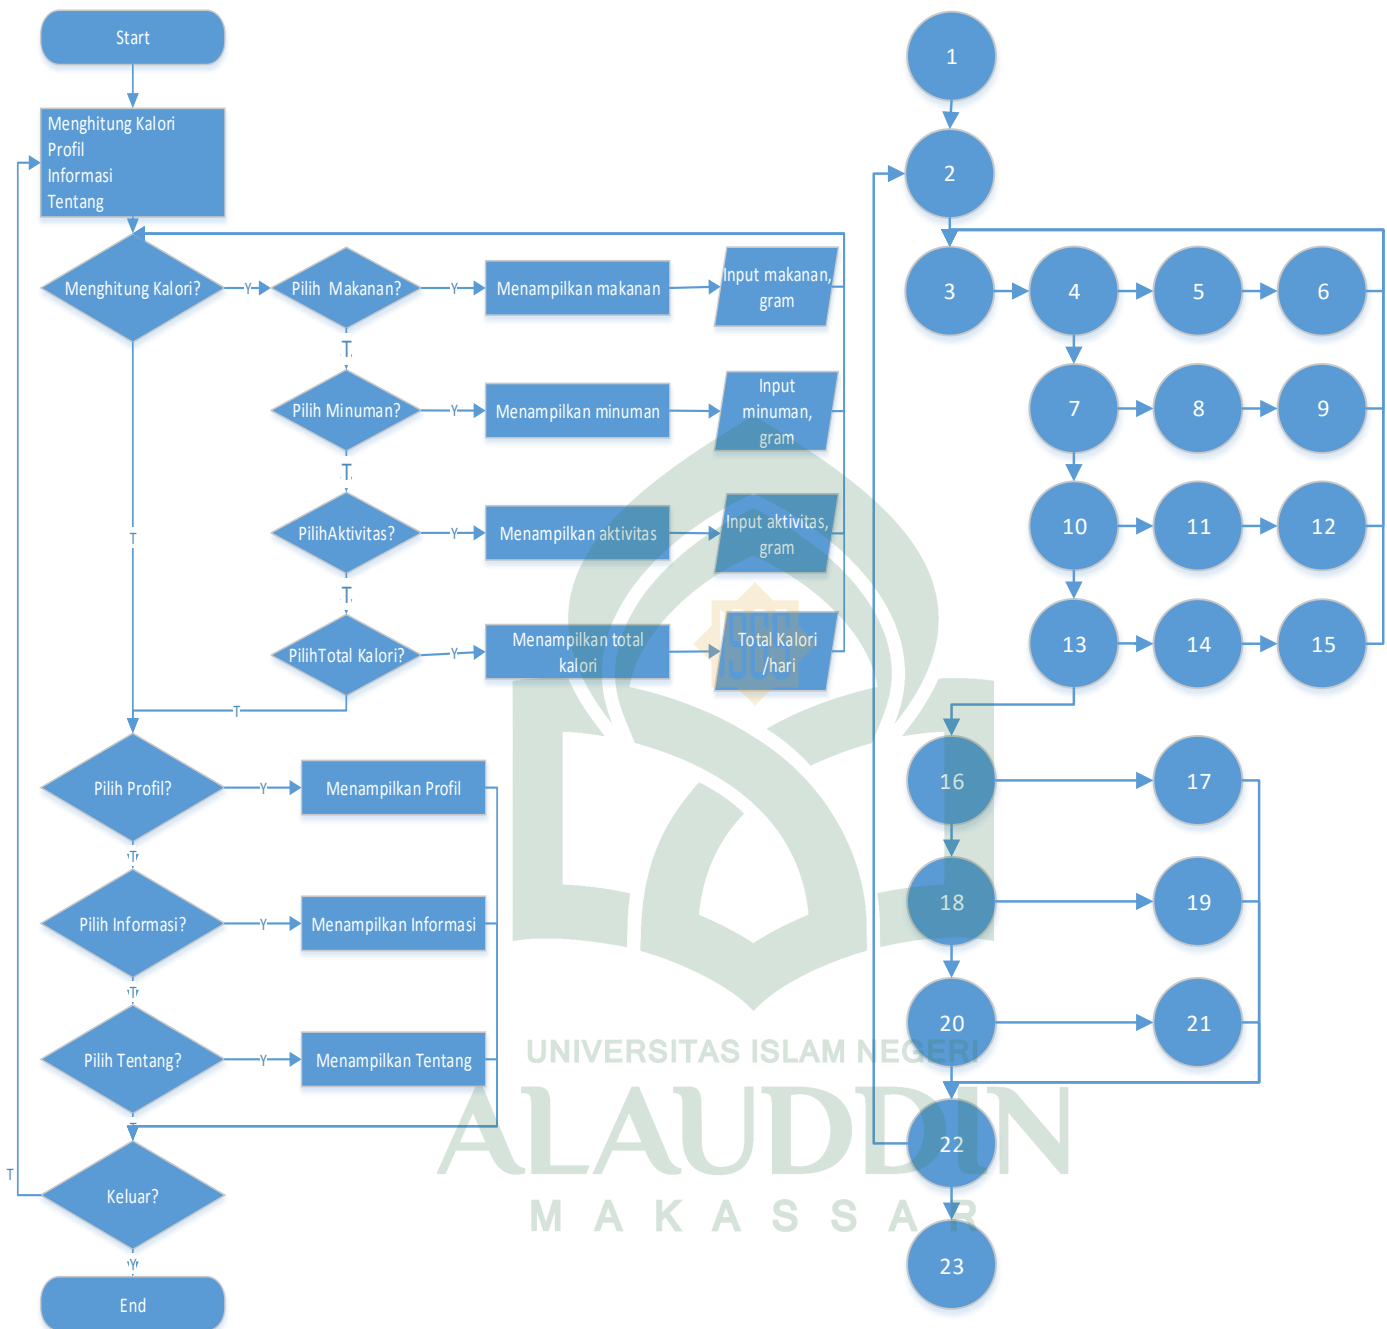 Start
Menghitung Kalori
Profil
Informasi
Tentang
Menghitung Kalori?
Y
Pilih Makanan?
Y
Menampilkan makanan
Input makanan,
gram
T
Pilih Minuman?
Y
Menampilkan minuman
Input
minuman,
gram
T
T
PilihAktivitas?
Y
Menampilkan aktivitas
Input aktivitas,
gram
T
PilihTotal Kalori?
Y
Menampilkan total
kalori
Total Kalori
/hari
T
Pilih Profil?
Y
Menampilkan Profil
T
Pilih Informasi?
Y
Menampilkan Informasi
T
Pilih Tentang?
Y
Menampilkan Tentang
T
Keluar?
T
Y
End
1
2
3
4
5
6
7
8
9
10
11
12
13
14
15
16
17
18
19
20
21
22
23
UNIVERSITAS ISLAM NEGERI
ALAUDDIN
MAKASSAR